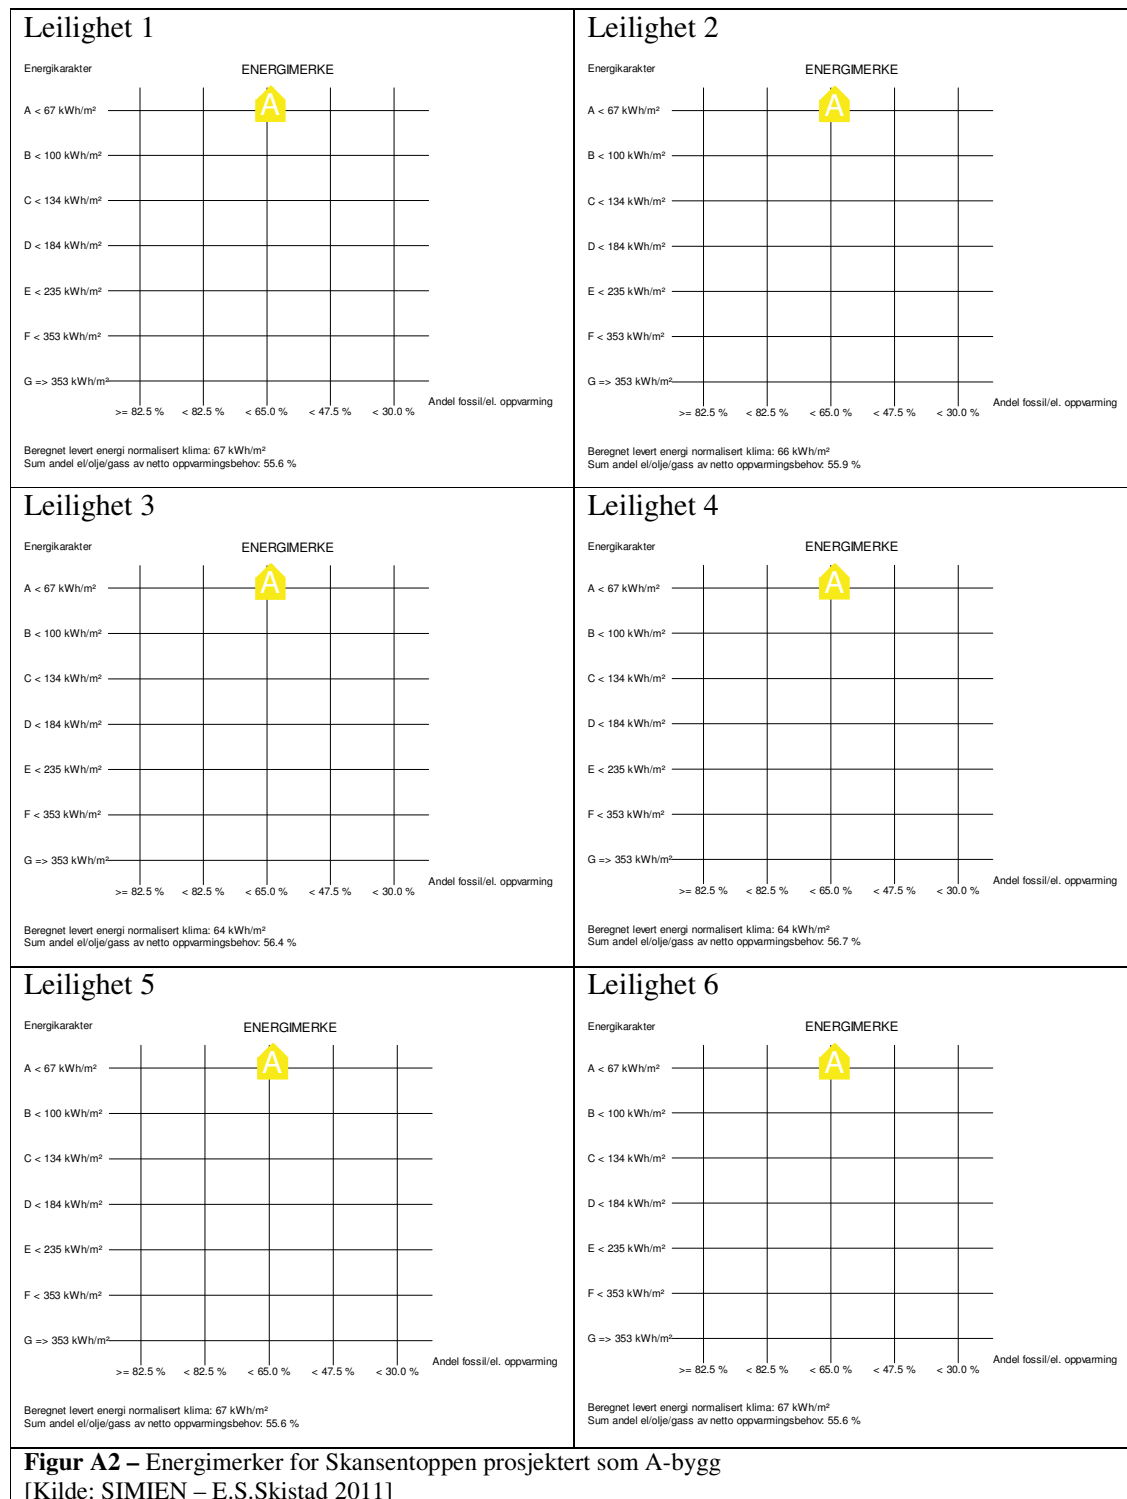 Leilighet 1
Energikarakter
ENERGIMERKE
A
A < 67 kWh/m²
B < 100 kWh/m²
C < 134 kWh/m²
D < 184 kWh/m²
E < 235 kWh/m²
F < 353 kWh/m²
G => 353 kWh/m²
>= 82.5 % < 82.5 % < 65.0 % < 47.5 % < 30.0 %
Andel fossil/el. oppvarming
Beregnet levert energi normalisert klima: 67 kWh/m²
Sum andel el/olje/gass av netto oppvarmingsbehov: 55.6 %
Leilighet 2
Energikarakter
ENERGIMERKE
A
A < 67 kWh/m²
B < 100 kWh/m²
C < 134 kWh/m²
D < 184 kWh/m²
E < 235 kWh/m²
F < 353 kWh/m²
G => 353 kWh/m²
>= 82.5 % < 82.5 % < 65.0 % < 47.5 % < 30.0 %
Andel fossil/el. oppvarming
Beregnet levert energi normalisert klima: 66 kWh/m²
Sum andel el/olje/gass av netto oppvarmingsbehov: 55.9 %
Leilighet 3
Energikarakter
ENERGIMERKE
A
A < 67 kWh/m²
B < 100 kWh/m²
C < 134 kWh/m²
D < 184 kWh/m²
E < 235 kWh/m²
F < 353 kWh/m²
G => 353 kWh/m²
>= 82.5 % < 82.5 % < 65.0 % < 47.5 % < 30.0 %
Andel fossil/el. oppvarming
Beregnet levert energi normalisert klima: 64 kWh/m²
Sum andel el/olje/gass av netto oppvarmingsbehov: 56.4 %
Leilighet 4
Energikarakter
ENERGIMERKE
A
A < 67 kWh/m²
B < 100 kWh/m²
C < 134 kWh/m²
D < 184 kWh/m²
E < 235 kWh/m²
F < 353 kWh/m²
G => 353 kWh/m²
>= 82.5 % < 82.5 % < 65.0 % < 47.5 % < 30.0 %
Andel fossil/el. oppvarming
Beregnet levert energi normalisert klima: 64 kWh/m²
Sum andel el/olje/gass av netto oppvarmingsbehov: 56.7 %
Leilighet 5
Energikarakter
ENERGIMERKE
A
A < 67 kWh/m²
B < 100 kWh/m²
C < 134 kWh/m²
D < 184 kWh/m²
E < 235 kWh/m²
F < 353 kWh/m²
G => 353 kWh/m²
>= 82.5 % < 82.5 % < 65.0 % < 47.5 % < 30.0 %
Andel fossil/el. oppvarming
Beregnet levert energi normalisert klima: 67 kWh/m²
Sum andel el/olje/gass av netto oppvarmingsbehov: 55.6 %
Leilighet 6
Energikarakter
ENERGIMERKE
A
A < 67 kWh/m²
B < 100 kWh/m²
C < 134 kWh/m²
D < 184 kWh/m²
E < 235 kWh/m²
F < 353 kWh/m²
G => 353 kWh/m²
>= 82.5 % < 82.5 % < 65.0 % < 47.5 % < 30.0 %
Andel fossil/el. oppvarming
Beregnet levert energi normalisert klima: 67 kWh/m²
Sum andel el/olje/gass av netto oppvarmingsbehov: 55.6 %
Figur A2 – Energimerker for Skansentoppen prosjektert som A-bygg
[Kilde: SIMIEN – E.S.Skistad 2011]